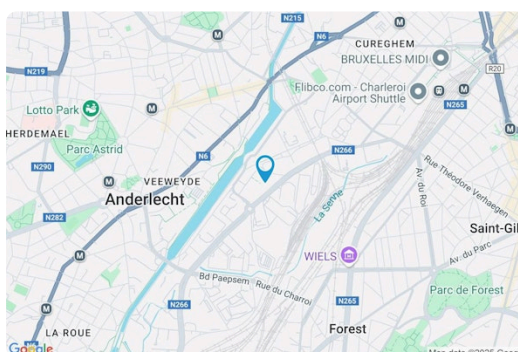 N215
N6
CUREGHEM
BRUXELLES MIDI
R20
N219
Flibco.com - Charleroi
Airport Shuttle
N265
Lotto Park
M
M
M
M
HERDEMAEL
Parc Astrid
N266
N6
Rue Théodore Verhaegen
N290
M
VEEWEYDE
Anderlecht
Av. du Roi
La Senne
N282
M
Saint-Gil
WIELS
Av. du Parc
Bd Paepsem
Rue du Charroi
Parc de Forest
N266
N265
M
LA ROUE
Forest
Google